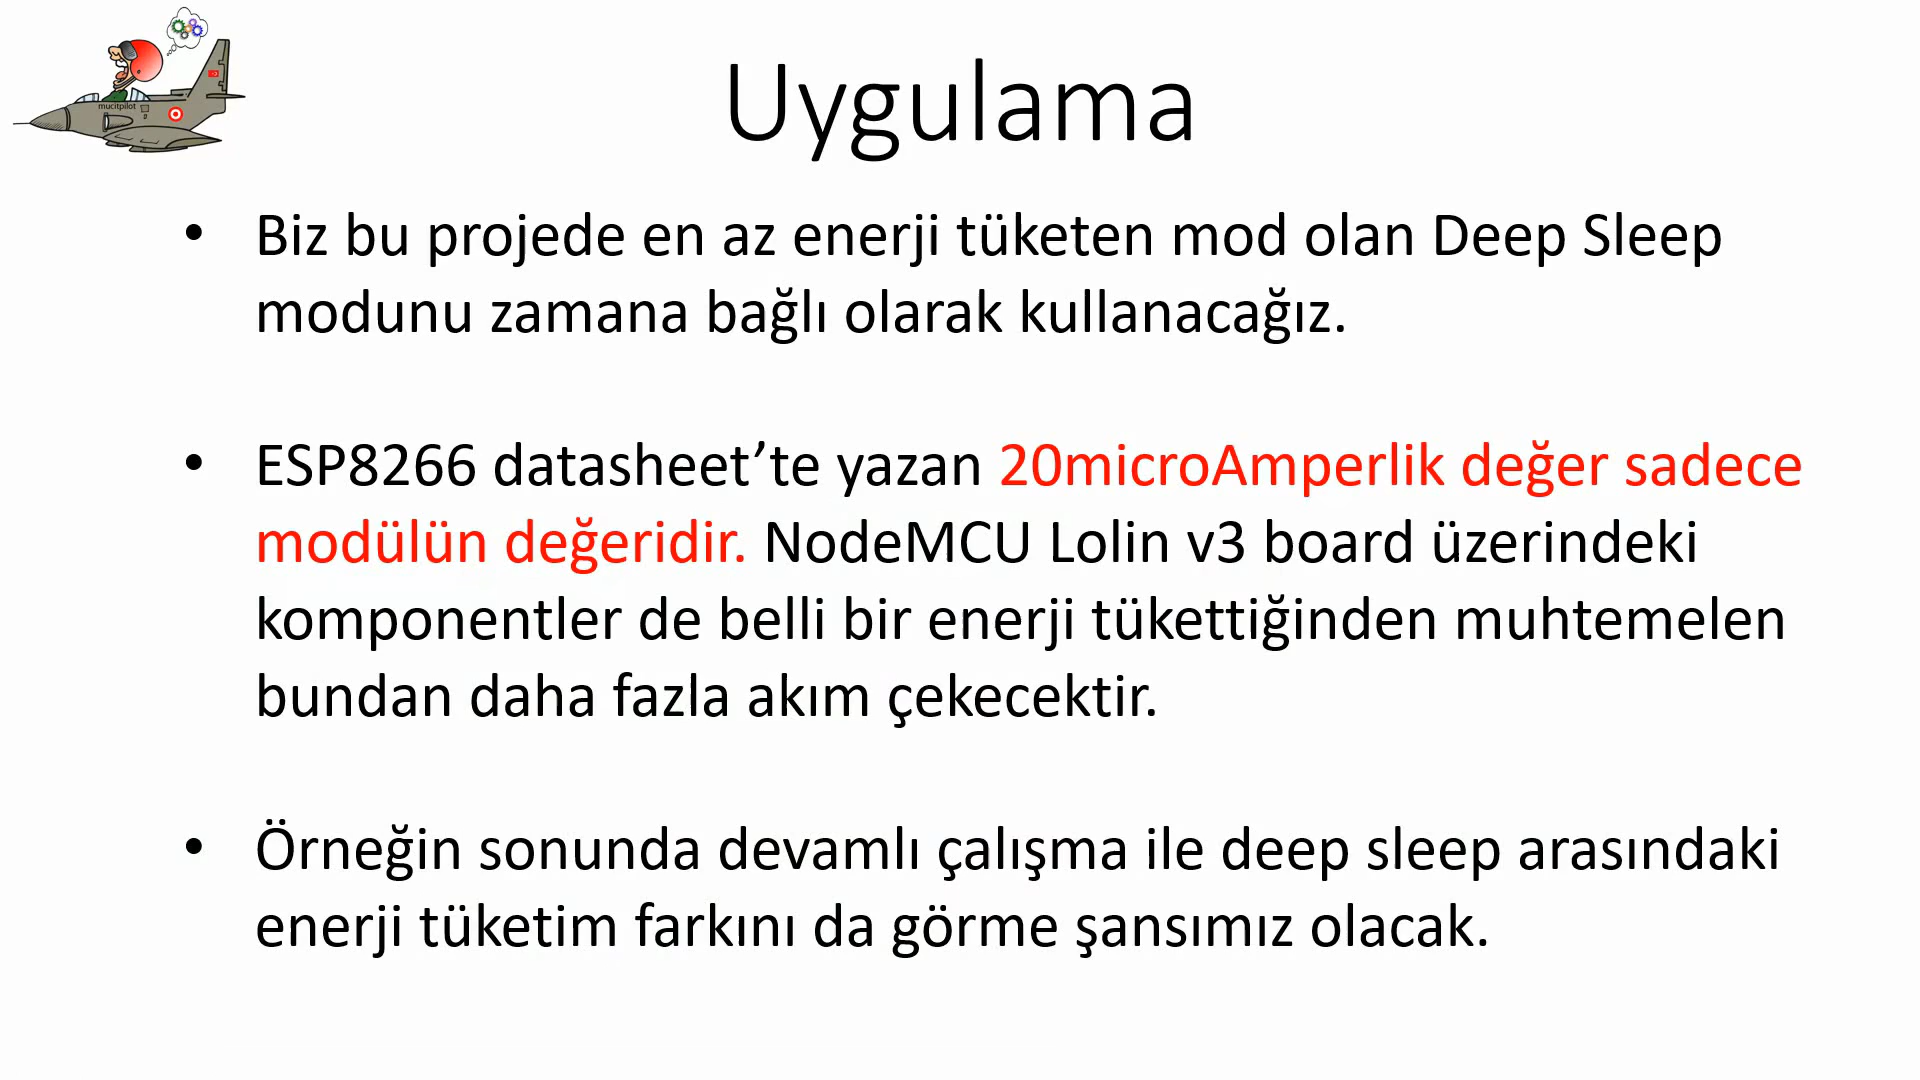 mucitpilot
Uygulama
• Biz bu projede en az enerji tüketen mod olan Deep Sleep
modunu zamana bağlı olarak kullanacağız.
• ESP8266 datasheet’te yazan 20microAmperlik değer sadece
modülün değeridir. NodeMCU Lolin v3 board üzerindeki
komponentler de belli bir enerji tükettiğinden muhtemelen
bundan daha fazla akım çekecektir.
• Örneğin sonunda devamlı çalışma ile deep sleep arasındaki
enerji tüketim farkını da görme şansımız olacak.